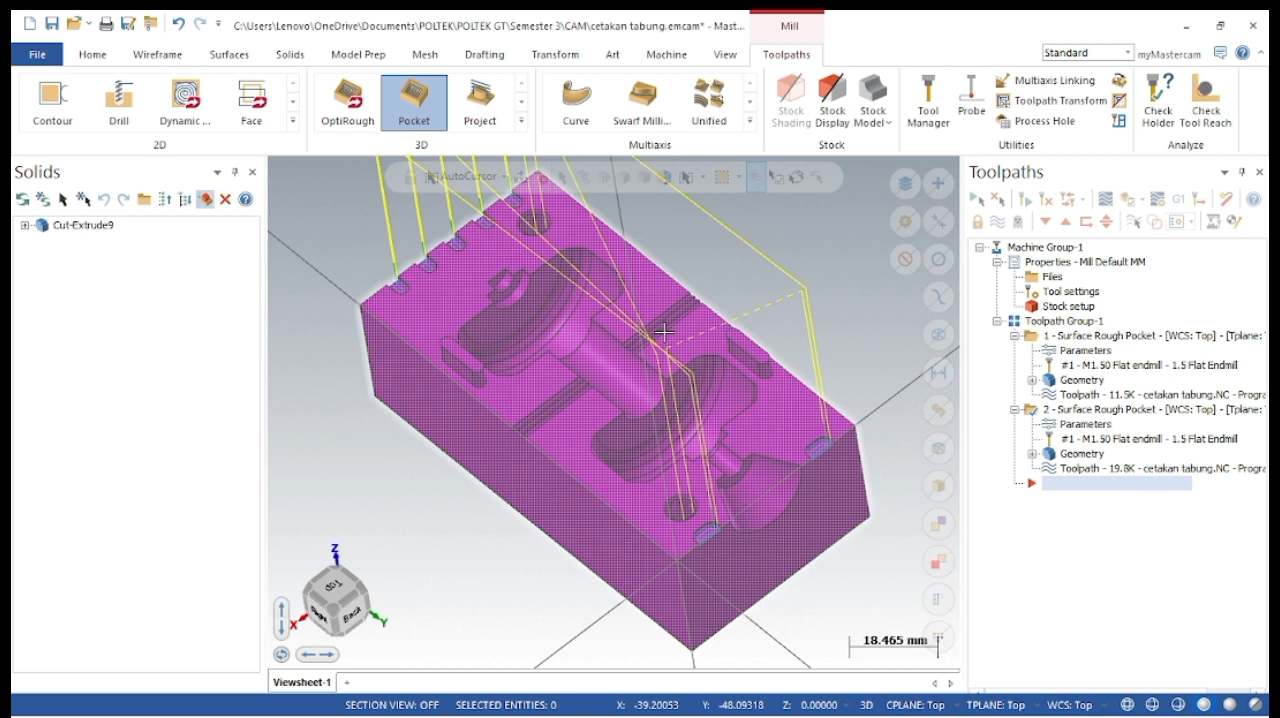 C:\Users\Lenovo\OneDrive\Documents\POLTEK\POLTEK GT\Semester 3\CAM\cetakan tabung.emcam* - Mast...
Mill
File
Home
Wireframe
Surfaces
Solids
Model Prep
Mesh
Drafting
Transform
Art
Machine
View
Toolpaths
Standard
myMastercam
Contour
Drill
Dynamic ...
Face
2D
OptiRough
Pocket
Project
3D
Curve
Swarf Milli...
Unified
Multiaxis
Stock Shading
Stock Display
Stock Model
Stock
Tool Manager
Probe
Multiaxis Linking
Toolpath Transform
Process Hole
Utilities
Check Holder
Check Tool Reach
Analyze
Solids
Cut-Extrude9
AutoCursor
Toolpaths
G1
Machine Group-1
Properties - Mill Default MM
Files
Tool settings
Stock setup
Toolpath Group-1
1 - Surface Rough Pocket - [WCS: Top] - [Tplane:
Parameters
#1 - M1.50 Flat endmill - 1.5 Flat Endmill
Geometry
Toolpath - 11.5K - cetakan tabung.NC - Progra
2 - Surface Rough Pocket - [WCS: Top] - [Tplane:
Parameters
#1 - M1.50 Flat endmill - 1.5 Flat Endmill
Geometry
Toolpath - 19.8K - cetakan tabung.NC - Progra
Z
Top
Back
X
Y
18.465 mm
Viewsheet-1
+
SECTION VIEW: OFF
SELECTED ENTITIES: 0
X: -39.20053
Y: -48.09318
Z: 0.00000
3D
CPLANE: Top
TPLANE: Top
WCS: Top